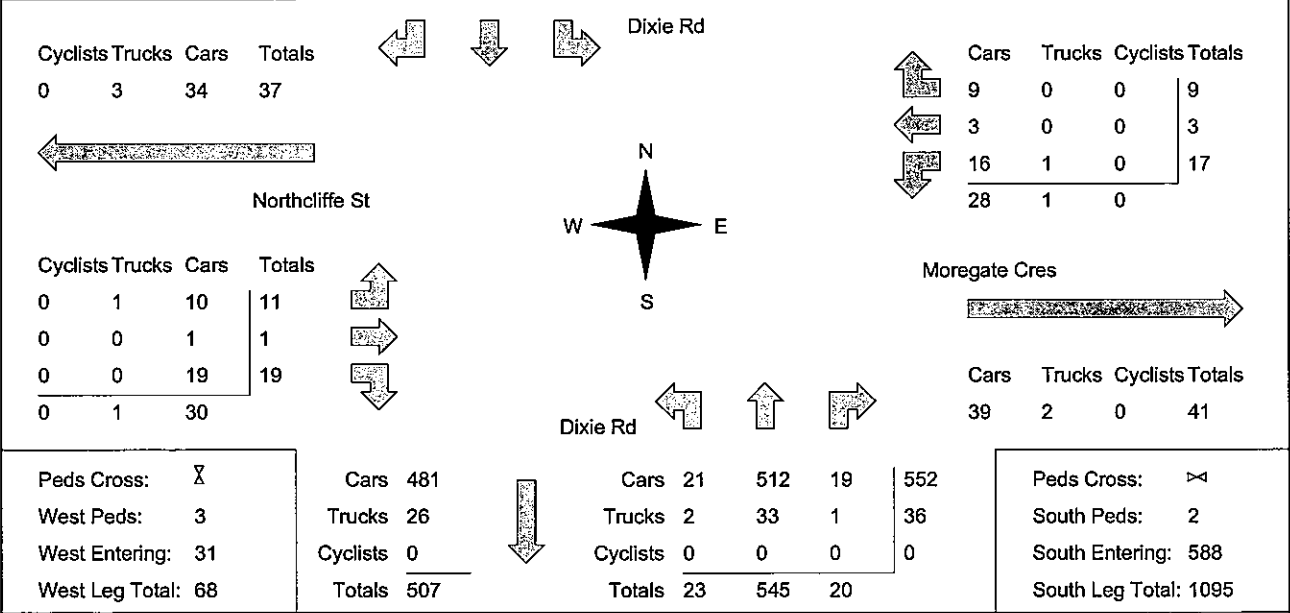 Dixie Rd
Cyclists Trucks Cars Totals
0 3 34 37
Cars Trucks Cyclists Totals
9 0 0 9
3 0 0 3
16 1 0 17
28 1 0
Northcliffe St
N
W E
S
Cyclists Trucks Cars Totals
0 1 10 11
0 0 1 1
0 0 19 19
0 1 30
Moregate Cres
Cars Trucks Cyclists Totals
39 2 0 41
Dixie Rd
Peds Cross:
West Peds: 3
West Entering: 31
West Leg Total: 68
Cars 481
Trucks 26
Cyclists 0
Totals 507
Cars 21 512 19 552
Trucks 2 33 1 36
Cyclists 0 0 0 0
Totals 23 545 20
Peds Cross:
South Peds: 2
South Entering: 588
South Leg Total: 1095